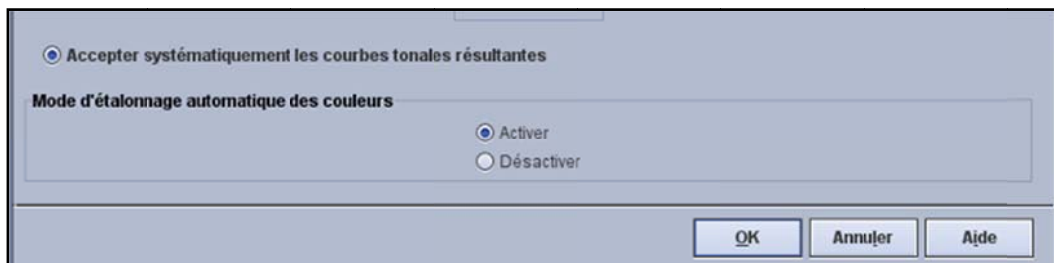 Accepter systématiquement les courbes tonales résultantes
Mode d'étalonnage automatique des couleurs
Activer
Désactiver
OK Annuler Aide